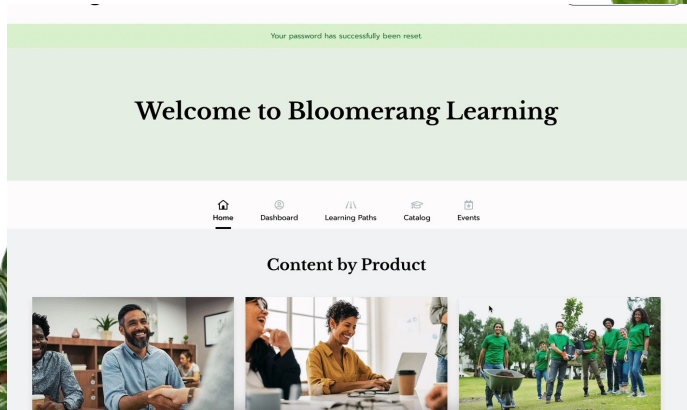 Your password has successfully been reset.
Welcome to Bloomerang Learning
Home Dashboard Learning Paths Catalog Events
Content by Product